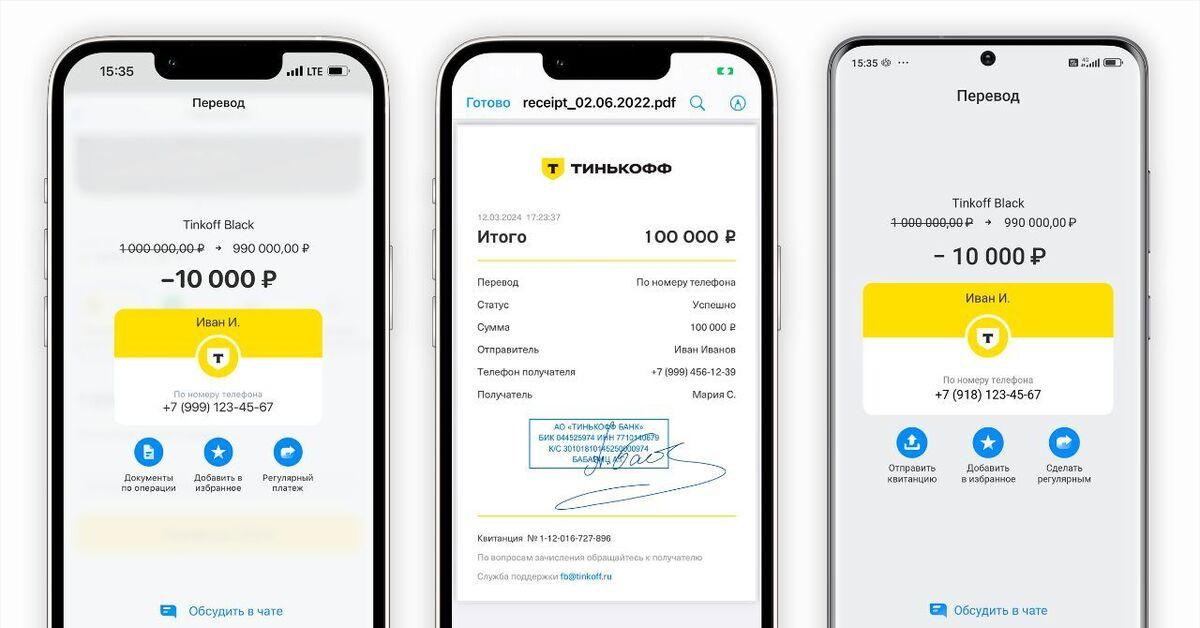 15:35
LTE
Перевод
Tinkoff Black
1 000 000,00 ₽ → 990 000,00 ₽
–10 000 ₽
Иван И.
Т
По номеру телефона
+7 (999) 123-45-67
Документы
по операции
Добавить в
избранное
Регулярный
платеж
Обсудить в чате
Готово receipt_02.06.2022.pdf
Т ТИНЬКОФФ
12.03.2024 17:23:37
Итого 100 000 ₽
Перевод По номеру телефона
Статус Успешно
Сумма 100 000 ₽
Отправитель Иван Иванов
Телефон получателя +7 (999) 456-12-39
Получатель Мария С.
АО «ТИНЬКОФФ БАНК»
БИК 044525974 ИНН 7710140679
К/С 30101810145250000974
Квитанция № 1-12-016-727-896
По вопросам зачисления обращайтесь к получателю
Служба поддержки fb@tinkoff.ru
15:35 ···
4G
Перевод
Tinkoff Black
1 000 000,00 ₽ → 990 000,00 ₽
– 10 000 ₽
Иван И.
Т
По номеру телефона
+7 (918) 123-45-67
Отправить
квитанцию
Добавить
в избранное
Сделать
регулярным
Обсудить в чате